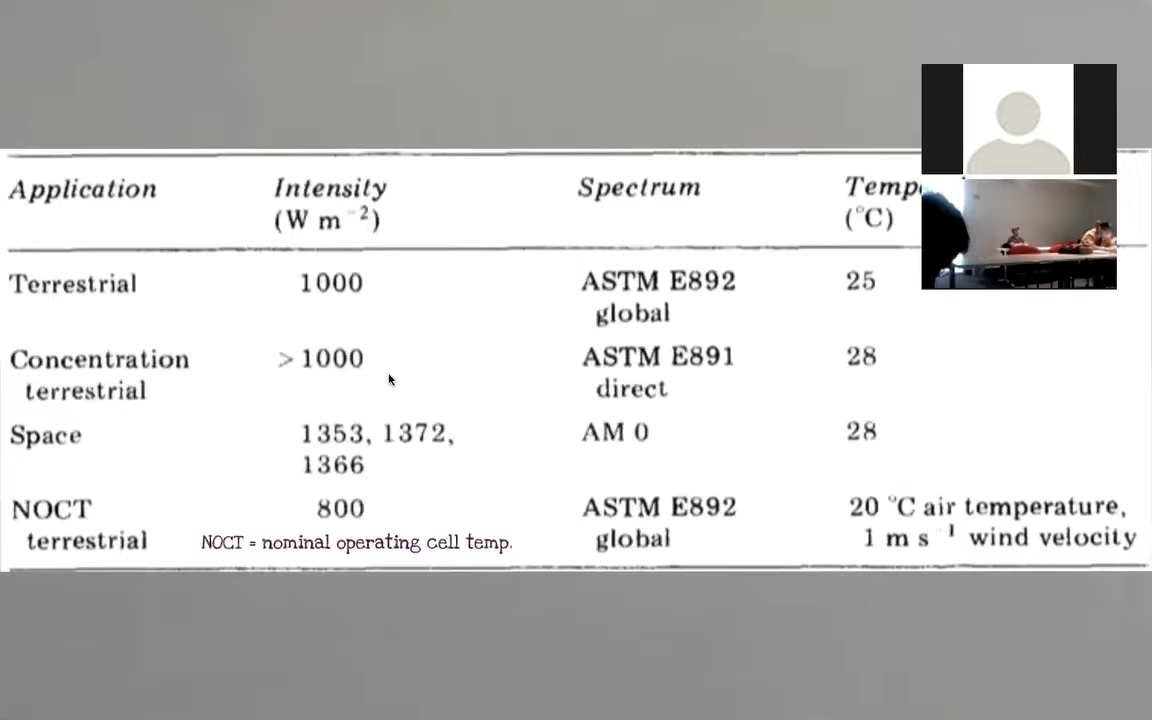 Application Intensity Spectrum
(W m⁻²) (°C)
Terrestrial 1000 ASTM E892 25
global
Concentration > 1000 ASTM E891 28
terrestrial direct
Space 1353, 1372, AM 0 28
1366
NOCT 800 ASTM E892 20 °C air temperature,
terrestrial NOCT = nominal operating cell temp. global 1 m s⁻¹ wind velocity